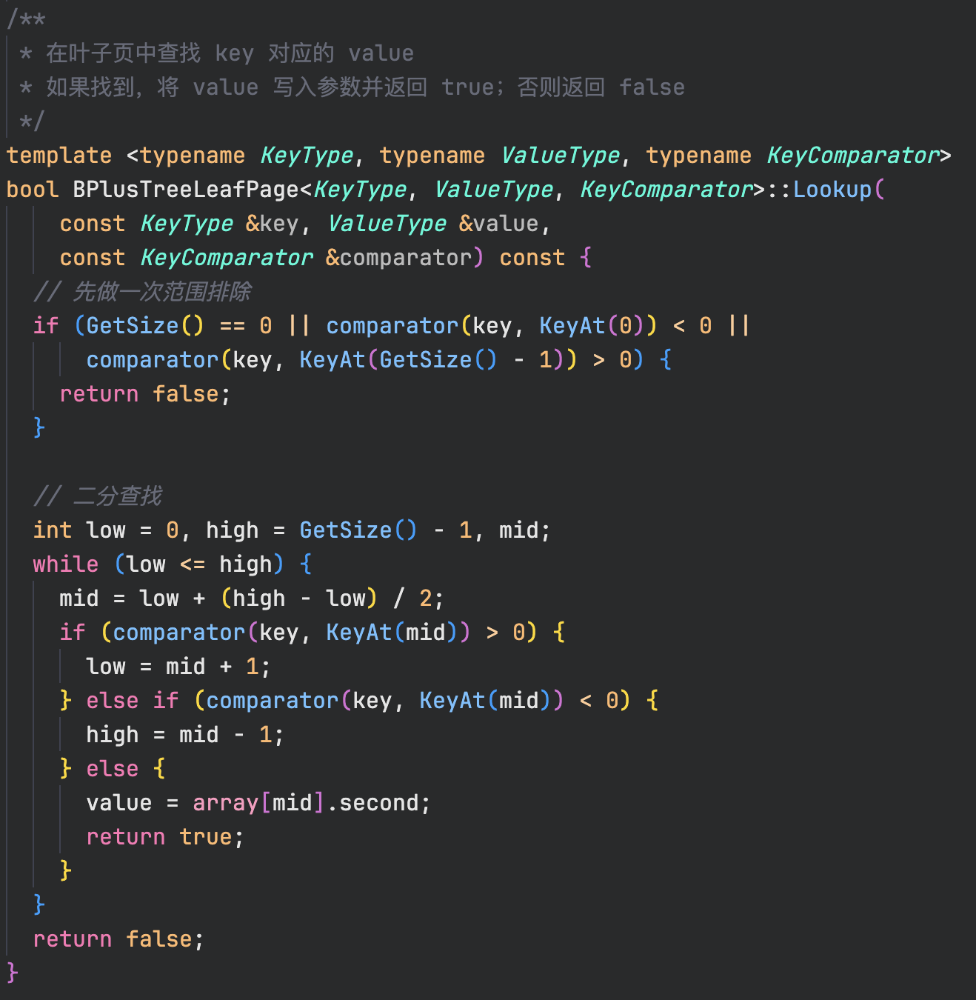 /**
 * 在叶子页中查找 key 对应的 value
 * 如果找到，将 value 写入参数并返回 true；否则返回 false
 */
template <typename KeyType, typename ValueType, typename KeyComparator>
bool BPlusTreeLeafPage<KeyType, ValueType, KeyComparator>::Lookup(
    const KeyType &key, ValueType &value,
    const KeyComparator &comparator) const {
  // 先做一次范围排除
  if (GetSize() == 0 || comparator(key, KeyAt(0)) < 0 ||
      comparator(key, KeyAt(GetSize() - 1)) > 0) {
    return false;
  }

  // 二分查找
  int low = 0, high = GetSize() - 1, mid;
  while (low <= high) {
    mid = low + (high - low) / 2;
    if (comparator(key, KeyAt(mid)) > 0) {
      low = mid + 1;
    } else if (comparator(key, KeyAt(mid)) < 0) {
      high = mid - 1;
    } else {
      value = array[mid].second;
      return true;
    }
  }
  return false;
}